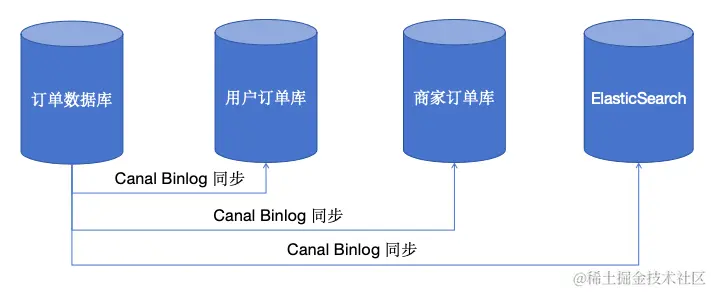 订单数据库
用户订单库
商家订单库
ElasticSearch
Canal Binlog 同步
Canal Binlog 同步
Canal Binlog 同步
@稀土掘金技术社区